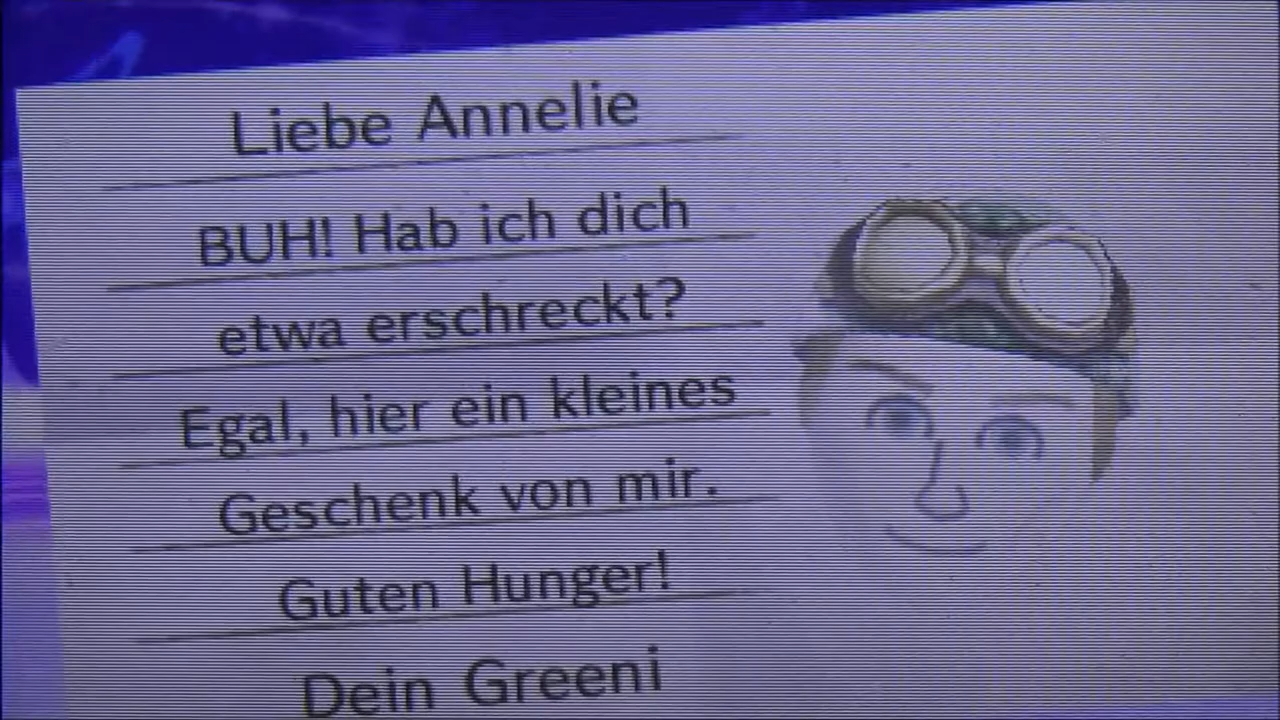 Liebe Annelie
BUH! Hab ich dich
etwa erschreckt?
Egal, hier ein kleines
Geschenk von mir.
Guten Hunger!
Dein Greeni